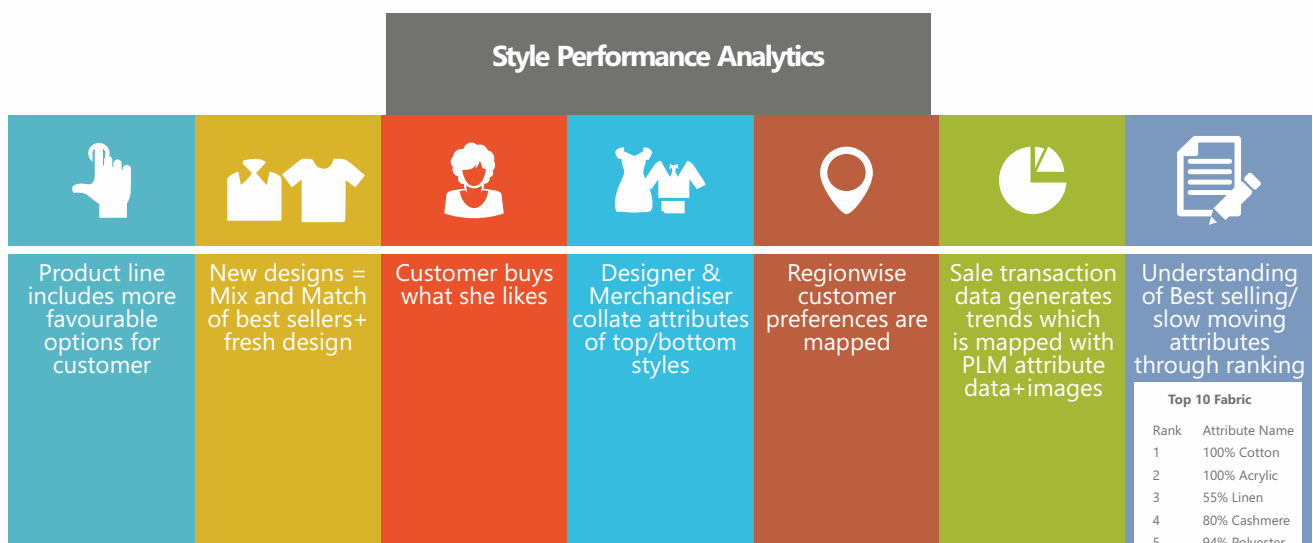 Style Performance Analytics
Product line
includes more
favourable
options for
customer
New designs =
Mix and Match
of best sellers+
fresh design
Customer buys
what she likes
Designer &
Merchandiser
collate attributes
of top/bottom
styles
Regionwise
customer
preferences are
mapped
Sale transaction
data generates
trends which
is mapped with
PLM attribute
data+images
Understanding
of Best selling/
slow moving
attributes
through ranking
Top 10 Fabric
Rank Attribute Name
1 100% Cotton
2 100% Acrylic
3 55% Linen
4 80% Cashmere
5 94% Polyester